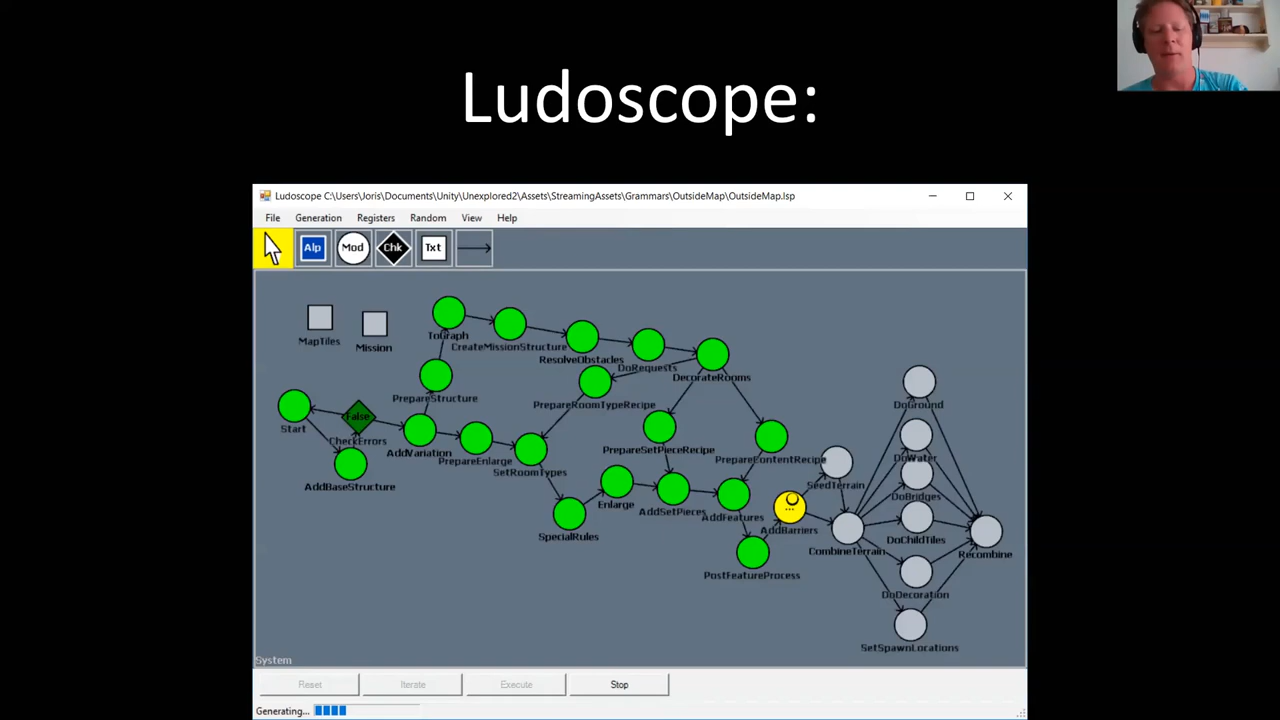 Ludoscope:
Ludoscope C:\Users\Joris\Documents\Unity\Unexplored2\Assets\StreamingAssets\Grammars\OutsideMap\OutsideMap.lsp
File Generation Registers Random View Help
Alp Mod Chk Txt
MapTiles
Mission
ToGraph
CreateMissionStructure
ResolveObstacles
DoRequests
DecorateRooms
PrepareStructure
PrepareRoomTypeRecipe
DoGround
Start
False
CheckErrors
AddVariation
PrepareEnlarge
SetRoomTypes
PrepareSetPieceRecipe
PrepareContentRecipe
DoWater
AddBaseStructure
SeedTerrain
DoBridges
Enlarge
AddSetPieces
AddFeatures
...
AddBarriers
SpecialRules
CombineTerrain
DoChildTiles
Recombine
PostFeatureProcess
DoDecoration
SetSpawnLocations
System
Reset Iterate Execute Stop
Generating...